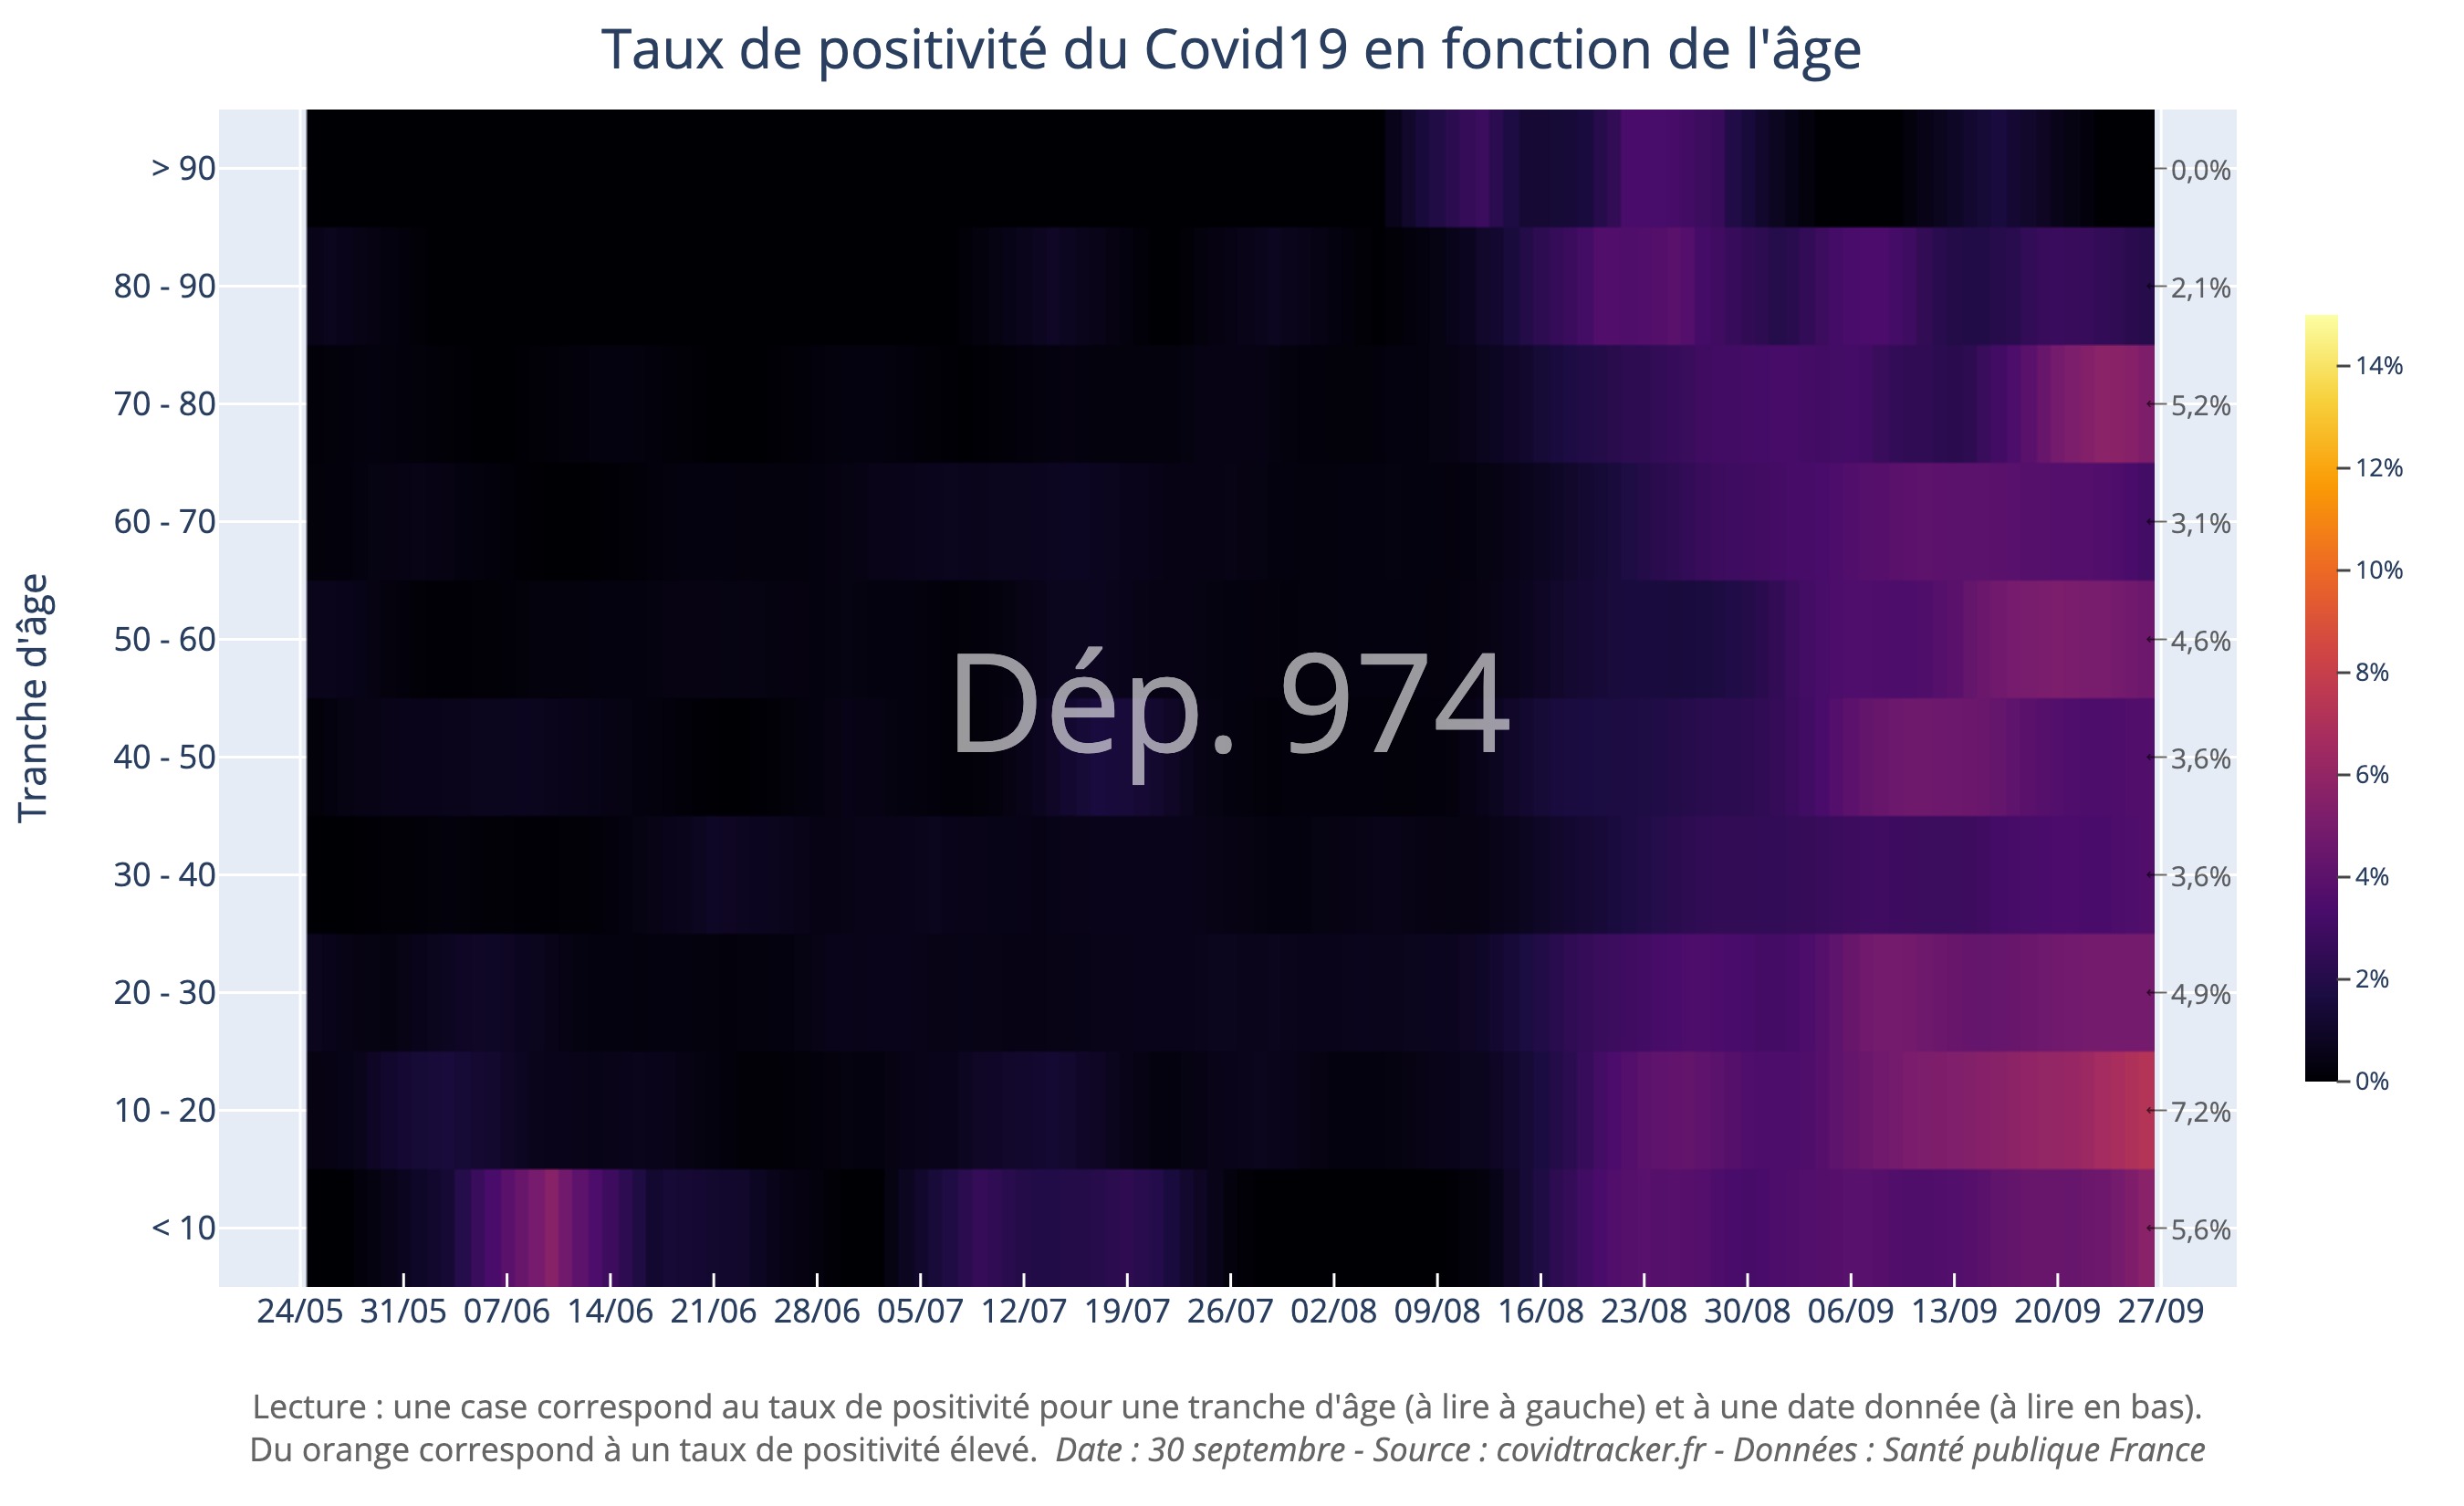 Taux de positivité du Covid19 en fonction de l'âge
Tranche d'âge
> 90
80 - 90
70 - 80
60 - 70
50 - 60
40 - 50
30 - 40
20 - 30
10 - 20
< 10
Dép. 974
0,0%
2,1%
5,2%
3,1%
4,6%
3,6%
3,6%
4,9%
7,2%
5,6%
14%
12%
10%
8%
6%
4%
2%
0%
24/05 31/05 07/06 14/06 21/06 28/06 05/07 12/07 19/07 26/07 02/08 09/08 16/08 23/08 30/08 06/09 13/09 20/09 27/09
Lecture : une case correspond au taux de positivité pour une tranche d'âge (à lire à gauche) et à une date donnée (à lire en bas).
Du orange correspond à un taux de positivité élevé. Date : 30 septembre - Source : covidtracker.fr - Données : Santé publique France